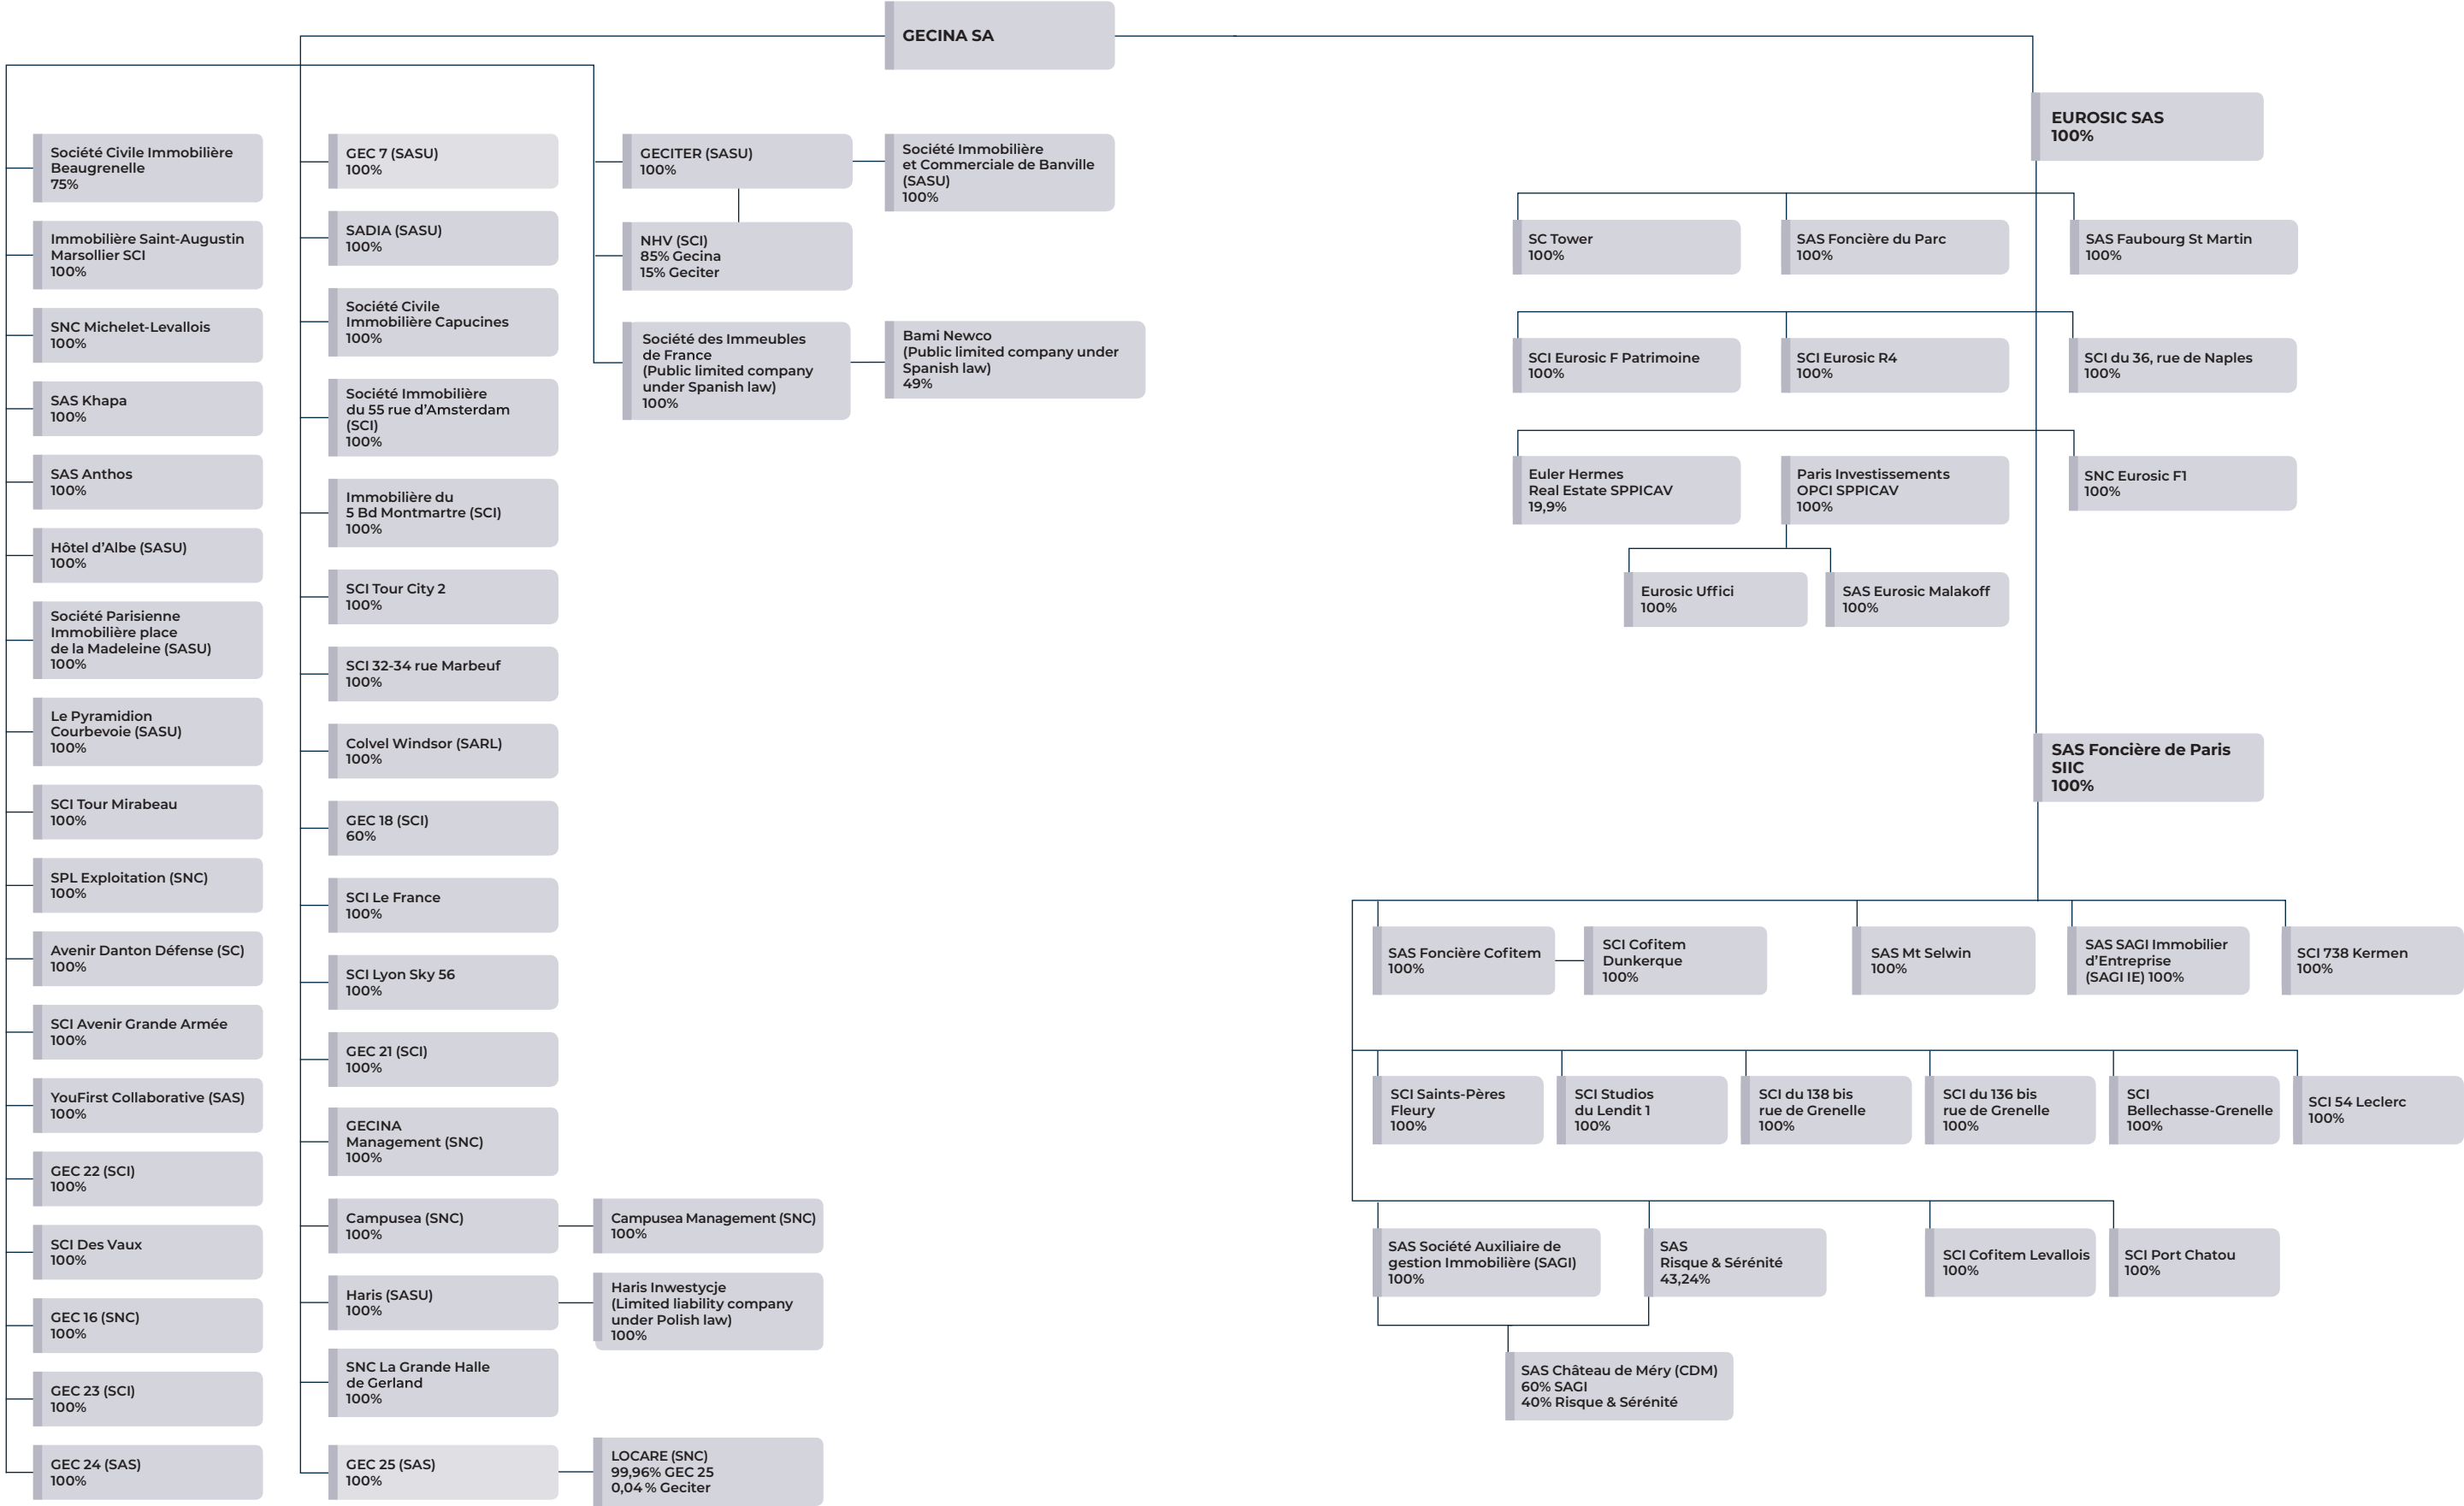 GECINA SA
EUROSIC SAS
100%
Société Civile Immobilière
Beaugrenelle
75%
Immobilière Saint-Augustin
Marsollier SCI
100%
SNC Michelet-Levallois
100%
SAS Khapa
100%
SAS Anthos
100%
Hôtel d’Albe (SASU)
100%
Société Parisienne
Immobilière place
de la Madeleine (SASU)
100%
Le Pyramidion
Courbevoie (SASU)
100%
SCI Tour Mirabeau
100%
SPL Exploitation (SNC)
100%
Avenir Danton Défense (SC)
100%
SCI Avenir Grande Armée
100%
YouFirst Collaborative (SAS)
100%
GEC 22 (SCI)
100%
SCI Des Vaux
100%
GEC 16 (SNC)
100%
GEC 23 (SCI)
100%
GEC 24 (SAS)
100%
GEC 7 (SASU)
100%
SADIA (SASU)
100%
Société Civile
Immobilière Capucines
100%
Société Immobilière
du 55 rue d’Amsterdam
(SCI)
100%
Immobilière du
5 Bd Montmartre (SCI)
100%
SCI Tour City 2
100%
SCI 32-34 rue Marbeuf
100%
Colvel Windsor (SARL)
100%
GEC 18 (SCI)
60%
SCI Le France
100%
SCI Lyon Sky 56
100%
GEC 21 (SCI)
100%
GECINA
Management (SNC)
100%
Campusea (SNC)
100%
Campusea Management (SNC)
100%
Haris (SASU)
100%
Haris Inwestycje
(Limited liability company
under Polish law)
100%
SNC La Grande Halle
de Gerland
100%
GEC 25 (SAS)
100%
LOCARE (SNC)
99,96% GEC 25
0,04 % Geciter
GECITER (SASU)
100%
Société Immobilière
et Commerciale de Banville
(SASU)
100%
NHV (SCI)
85% Gecina
15% Geciter
Société des Immeubles
de France
(Public limited company
under Spanish law)
100%
Bami Newco
(Public limited company under
Spanish law)
49%
SC Tower
100%
SAS Foncière du Parc
100%
SAS Faubourg St Martin
100%
SCI Eurosic F Patrimoine
100%
SCI Eurosic R4
100%
SCI du 36, rue de Naples
100%
Euler Hermes
Real Estate SPPICAV
19,9%
Paris Investissements
OPCI SPPICAV
100%
SNC Eurosic F1
100%
Eurosic Uffici
100%
SAS Eurosic Malakoff
100%
SAS Foncière de Paris
SIIC
100%
SAS Foncière Cofitem
100%
SCI Cofitem
Dunkerque
100%
SAS Mt Selwin
100%
SAS SAGI Immobilier
d’Entreprise
(SAGI IE) 100%
SCI 738 Kermen
100%
SCI Saints-Pères
Fleury
100%
SCI Studios
du Lendit 1
100%
SCI du 138 bis
rue de Grenelle
100%
SCI du 136 bis
rue de Grenelle
100%
SCI
Bellechasse-Grenelle
100%
SCI 54 Leclerc
100%
SAS Société Auxiliaire de
gestion Immobilière (SAGI)
100%
SAS
Risque & Sérénité
43,24%
SCI Cofitem Levallois
100%
SCI Port Chatou
100%
SAS Château de Méry (CDM)
60% SAGI
40% Risque & Sérénité